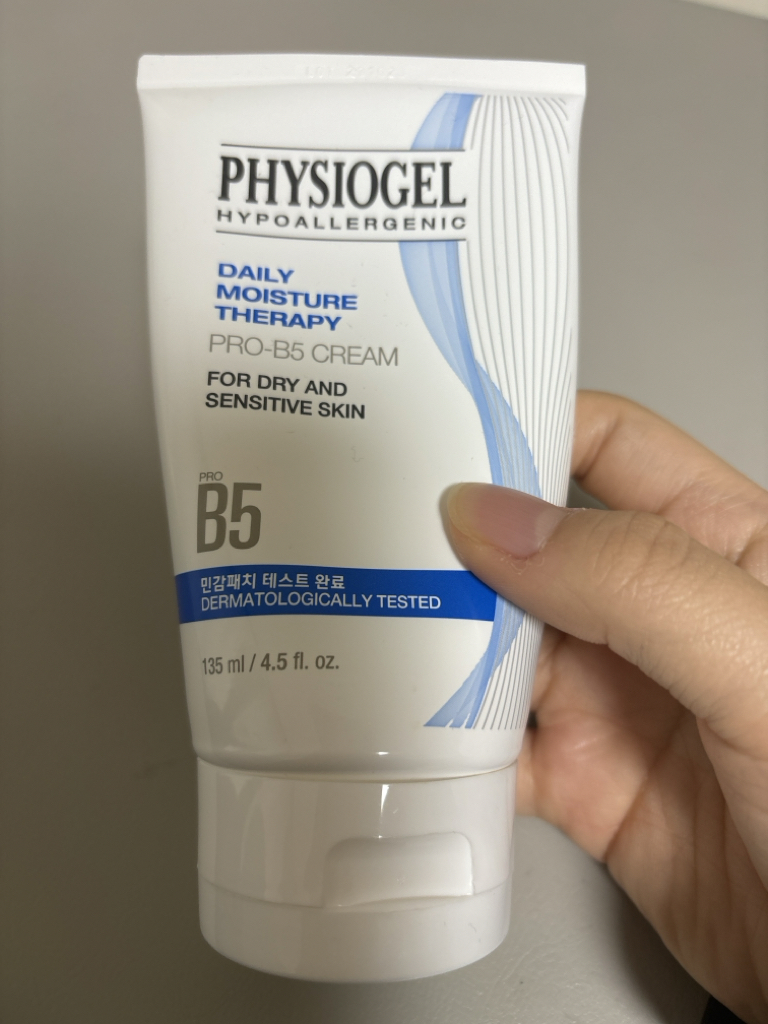 PHYSIOGEL
HYPOALLERGENIC
DAILY
MOISTURE
THERAPY
PRO-B5 CREAM
FOR DRY AND
SENSITIVE SKIN
PRO
B5
민감패치 테스트 완료
DERMATOLOGICALLY TESTED
135 ml / 4.5 fl. oz.